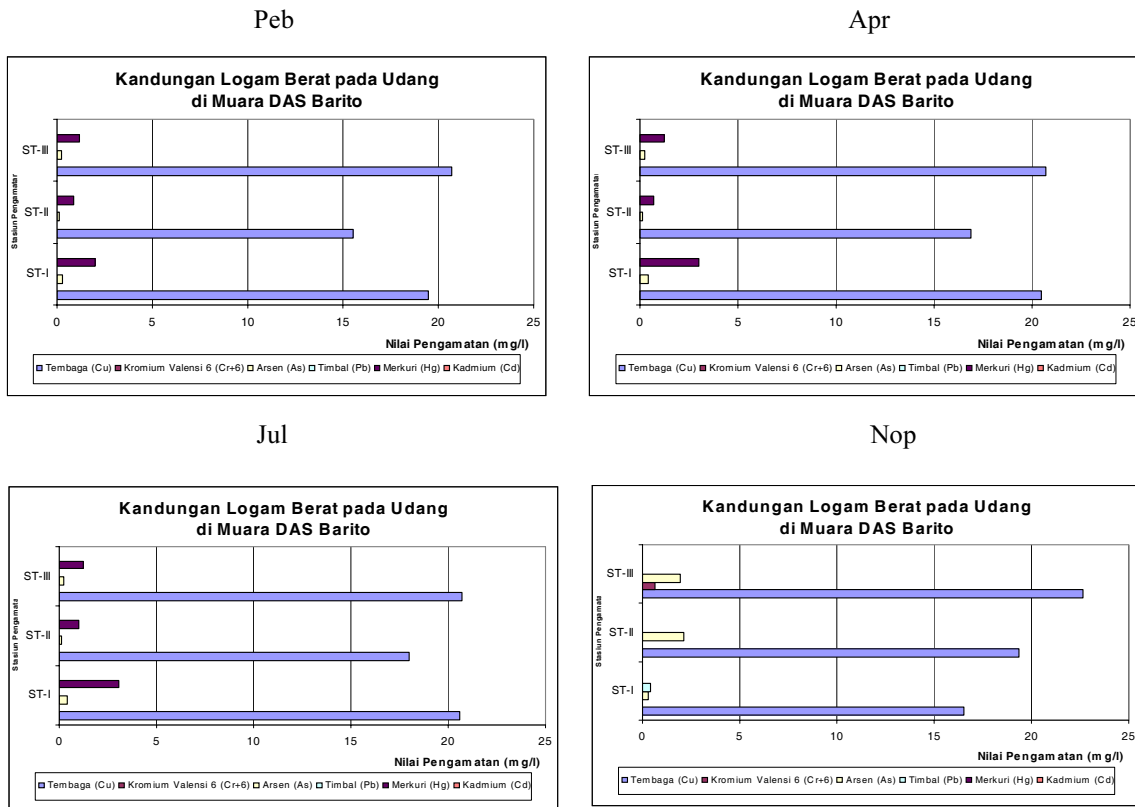 Peb
Kandungan Logam Berat pada Udang
di Muara DAS Barito
Stasiun Pengamatan
ST-III
ST-II
ST-I
0 5 10 15 20 25
Nilai Pengamatan (mg/l)
Tembaga (Cu) Kromium Valensi 6 (Cr+6) Arsen (As) Timbal (Pb) Merkuri (Hg) Kadmium (Cd)
Apr
Kandungan Logam Berat pada Udang
di Muara DAS Barito
Stasiun Pengamatan
ST-III
ST-II
ST-I
0 5 10 15 20 25
Nilai Pengamatan (mg/l)
Tembaga (Cu) Kromium Valensi 6 (Cr+6) Arsen (As) Timbal (Pb) Merkuri (Hg) Kadmium (Cd)
Jul
Kandungan Logam Berat pada Udang
di Muara DAS Barito
Stasiun Pengamata
ST-III
ST-II
ST-I
0 5 10 15 20 25
Nilai Pengamatan (mg/l)
Tembaga (Cu) Kromium Valensi 6 (Cr+6) Arsen (As) Timbal (Pb) Merkuri (Hg) Kadmium (Cd)
Nop
Kandungan Logam Berat pada Udang
di Muara DAS Barito
Stasiun Pengamata
ST-III
ST-II
ST-I
0 5 10 15 20 25
Nilai Pengamatan (mg/l)
Tembaga (Cu) Kromium Valensi 6 (Cr+6) Arsen (As) Timbal (Pb) Merkuri (Hg) Kadmium (Cd)